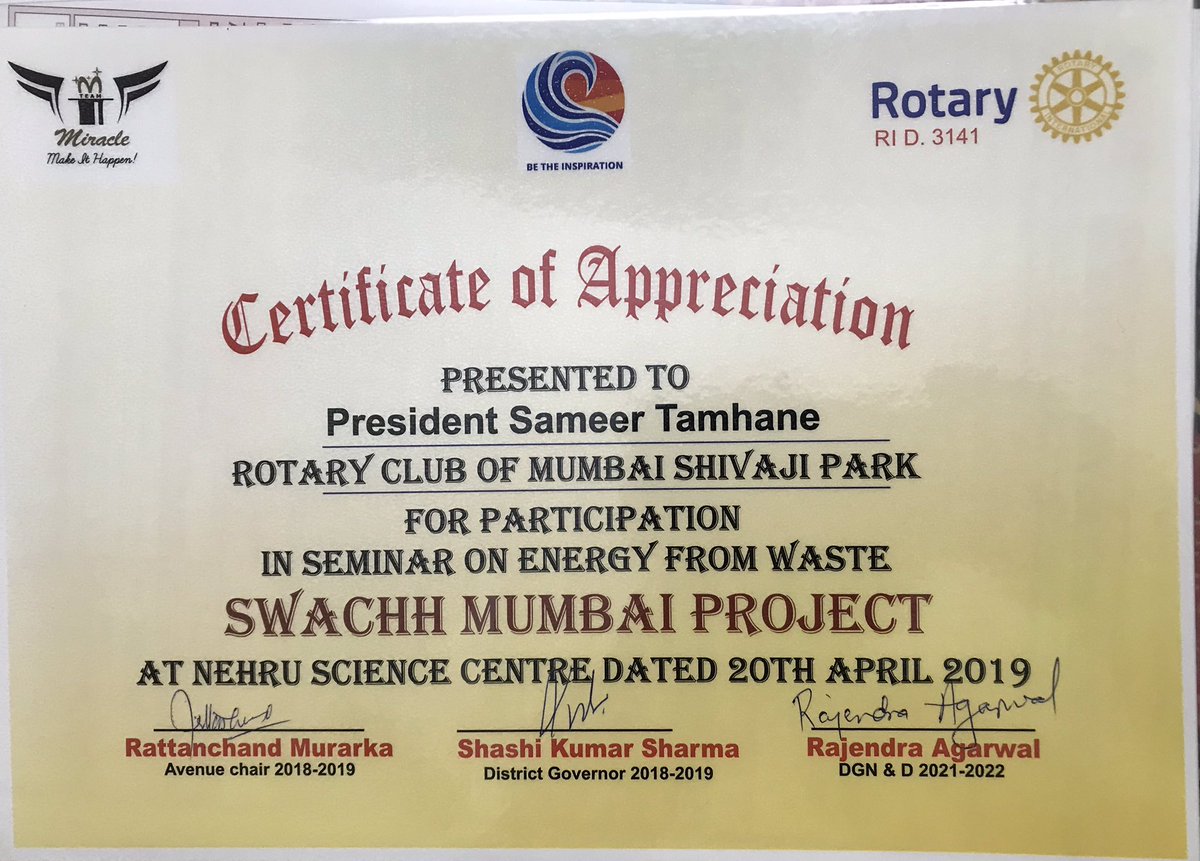 TEAM
Miracle
Make It Happen!
BE THE INSPIRATION
Rotary
RI D. 3141
ROTARY
INTERNATIONAL
Certificate of Appreciation
PRESENTED TO
President Sameer Tamhane
ROTARY CLUB OF MUMBAI SHIVAJI PARK
FOR PARTICIPATION
IN SEMINAR ON ENERGY FROM WASTE
SWACHH MUMBAI PROJECT
AT NEHRU SCIENCE CENTRE DATED 20TH APRIL 2019
Rajendra Agarwal
Rattanchand Murarka
Avenue chair 2018-2019
Shashi Kumar Sharma
District Governor 2018-2019
Rajendra Agarwal
DGN & D 2021-2022